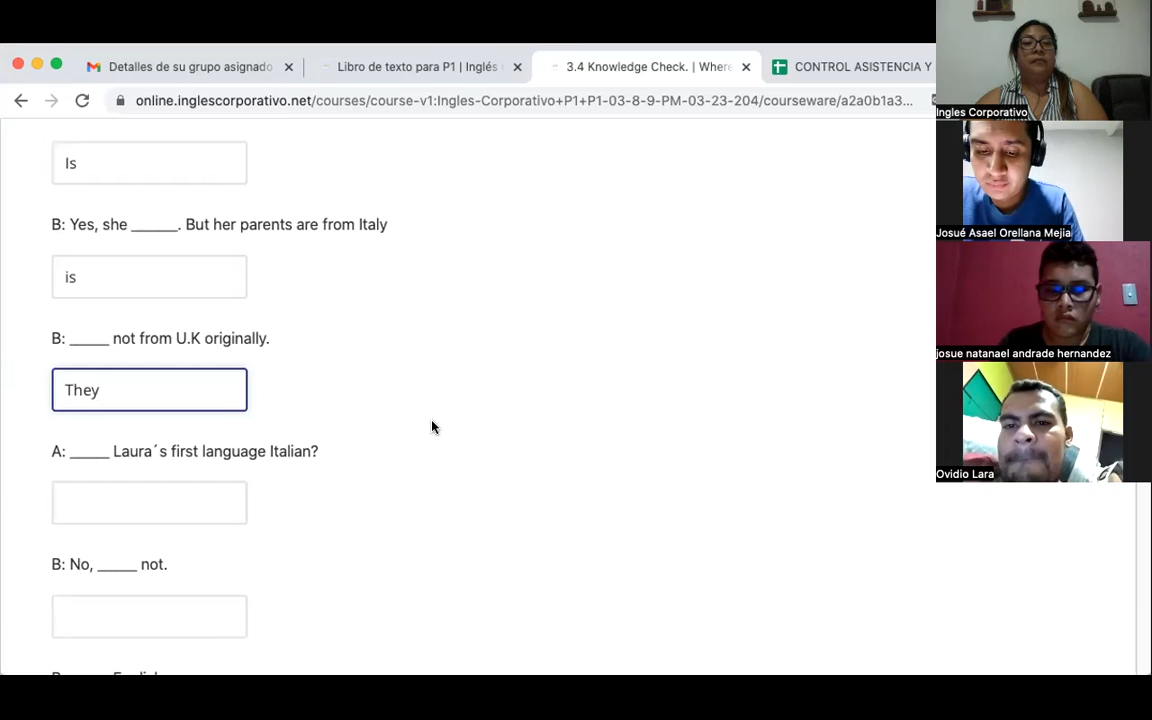 Detalles de su grupo asignado
Libro de texto para P1 | Inglés
3.4 Knowledge Check. | Where
CONTROL ASISTENCIA Y
online.inglescorporativo.net/courses/course-v1:Ingles-Corporativo+P1+P1-03-8-9-PM-03-23-204/courseware/a2a0b1a3...
Is
B: Yes, she ______. But her parents are from Italy
is
B: _____ not from U.K originally.
They
A: _____ Laura´s first language Italian?
B: No, _____ not.
Ingles Corporativo
Josué Asael Orellana Mejía
josue natanael andrade hernandez
Ovidio Lara